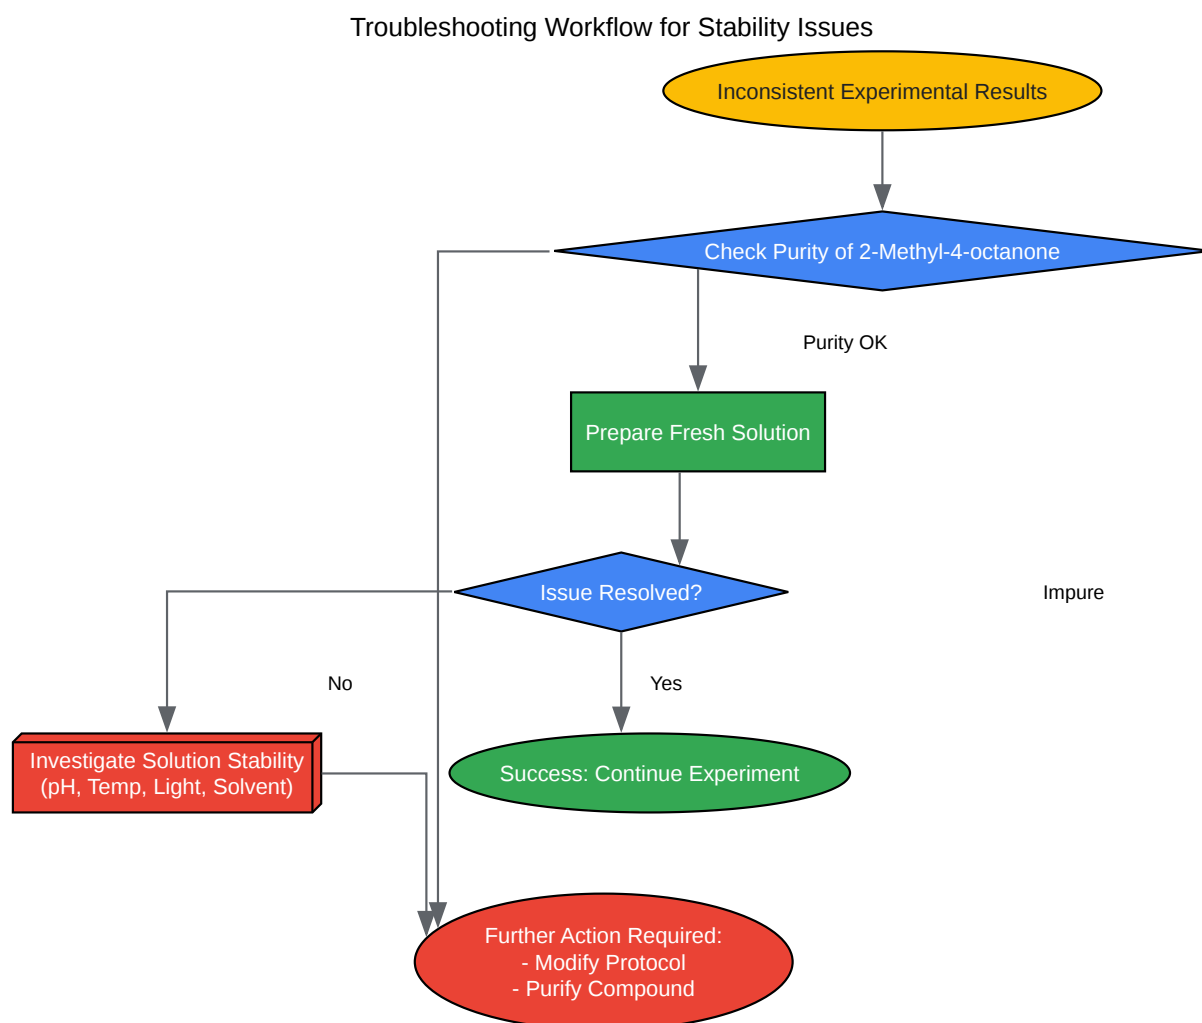 Troubleshooting Workflow for Stability Issues
Inconsistent Experimental Results
Check Purity of 2-Methyl-4-octanone
Purity OK
Prepare Fresh Solution
Issue Resolved?
Impure
No
Yes
Investigate Solution Stability
(pH, Temp, Light, Solvent)
Success: Continue Experiment
Further Action Required:
- Modify Protocol
- Purify Compound